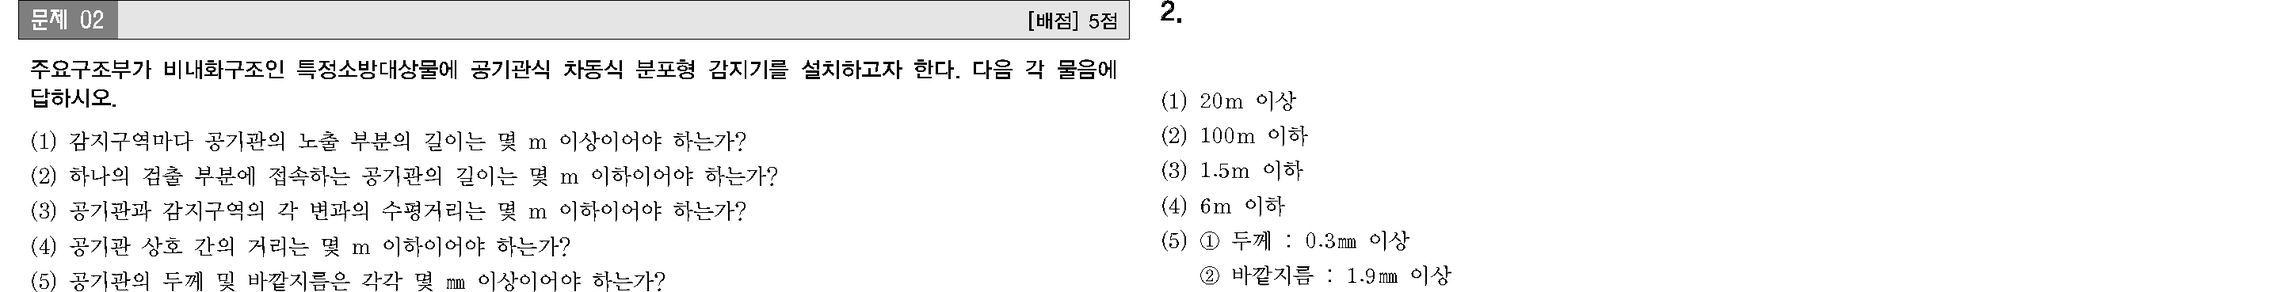 문제 02
[배점] 5점
주요구조부가 비내화구조인 특정소방대상물에 공기관식 차동식 분포형 감지기를 설치하고자 한다. 다음 각 물음에
답하시오.
(1) 감지구역마다 공기관의 노출 부분의 길이는 몇 m 이상이어야 하는가?
(2) 하나의 검출 부분에 접속하는 공기관의 길이는 몇 m 이하이어야 하는가?
(3) 공기관과 감지구역의 각 변과의 수평거리는 몇 m 이하이어야 하는가?
(4) 공기관 상호 간의 거리는 몇 m 이하이어야 하는가?
(5) 공기관의 두께 및 바깥지름은 각각 몇 ㎜ 이상이어야 하는가?
2.
(1) 20m 이상
(2) 100m 이하
(3) 1.5m 이하
(4) 6m 이하
(5) ① 두께 : 0.3㎜ 이상
② 바깥지름 : 1.9㎜ 이상